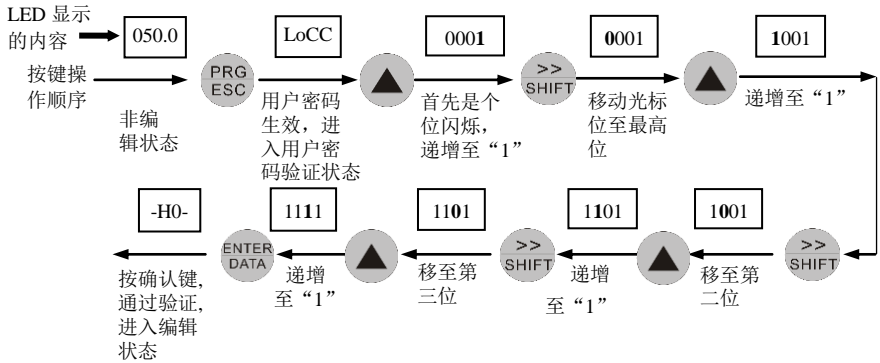 LED 显示
的内容
050.0
LoCC
0001
0001
1001
按键操
作顺序
PRG
ESC
>>
SHIFT
非编
辑状态
用户密码
生效，进
入用户密
码验证状态
首先是个
位闪烁，
递增至“1”
移动光标
位至最高
位
递增至“1”
-H0-
1111
1101
1101
1001
ENTER
DATA
>>
SHIFT
>>
SHIFT
按确认键,
通过验证,
进入编辑
状态
递增
至“1”
移至第
三位
递增
至“1”
移至第
二位